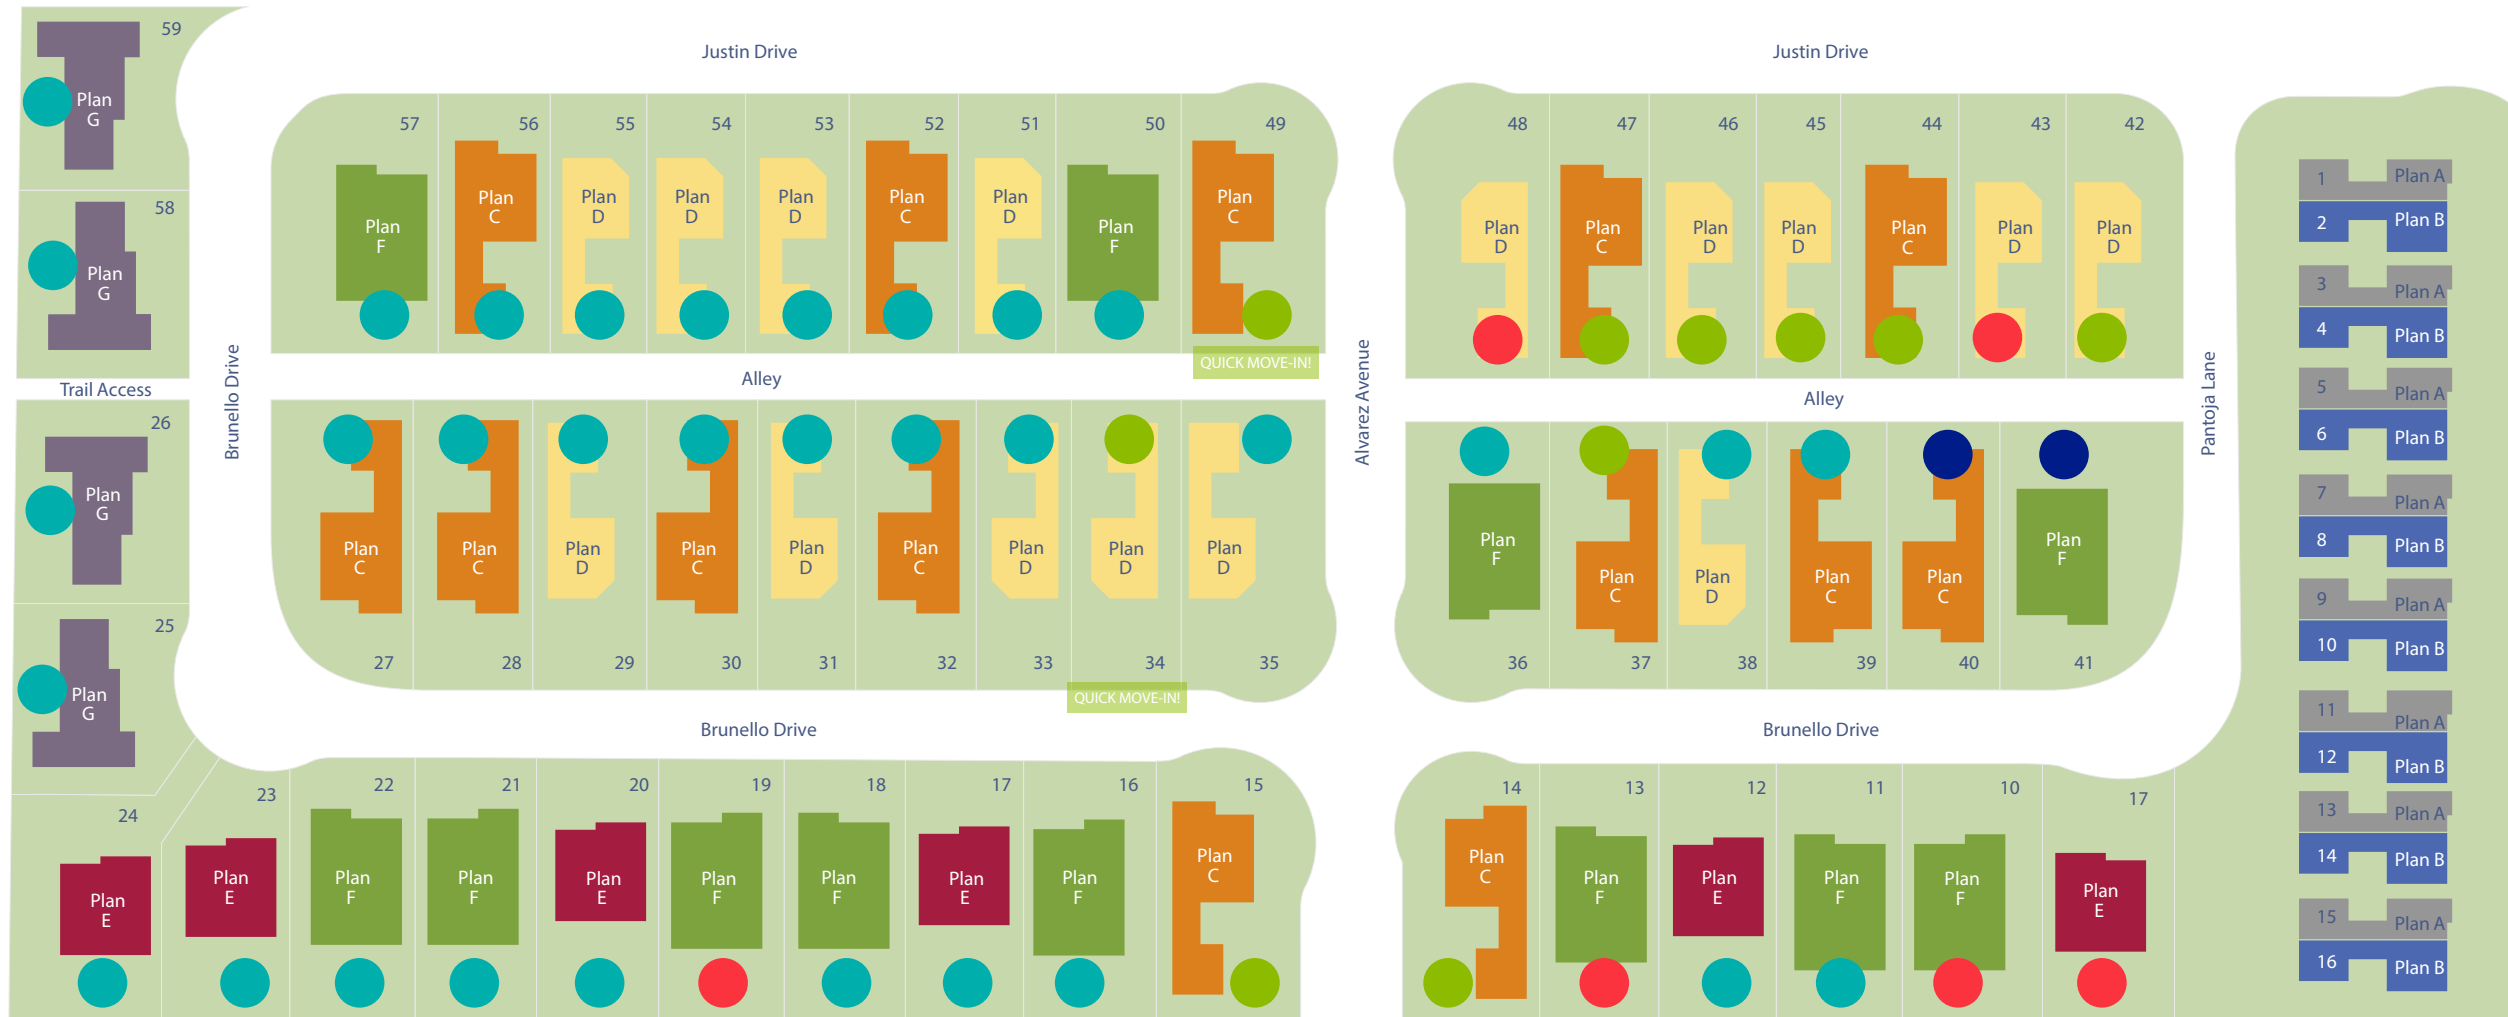 59
Plan
G
58
Plan
G
Trail Access
26
Plan
G
25
Plan
G
Brunello Drive
Justin Drive
57
56
55
54
53
52
51
50
49
Plan
F
Plan
C
Plan
D
Plan
D
Plan
D
Plan
C
Plan
D
Plan
F
Plan
C
QUICK MOVE-IN!
Alley
Plan
C
Plan
C
Plan
D
Plan
C
Plan
D
Plan
C
Plan
D
Plan
D
Plan
D
27
28
29
30
31
32
33
34
35
QUICK MOVE-IN!
Brunello Drive
24
23
22
21
20
19
18
17
16
15
Plan
E
Plan
E
Plan
F
Plan
F
Plan
E
Plan
F
Plan
F
Plan
E
Plan
F
Plan
C
Alvarez Avenue
Justin Drive
48
47
46
45
44
43
42
Plan
D
Plan
C
Plan
D
Plan
D
Plan
C
Plan
D
Plan
D
Alley
Plan
F
Plan
C
Plan
D
Plan
C
Plan
C
Plan
F
36
37
38
39
40
41
Brunello Drive
14
13
12
11
10
17
Plan
C
Plan
F
Plan
E
Plan
F
Plan
F
Plan
E
Pantoja Lane
1 Plan A
2 Plan B
3 Plan A
4 Plan B
5 Plan A
6 Plan B
7 Plan A
8 Plan B
9 Plan A
10 Plan B
11 Plan A
12 Plan B
13 Plan A
14 Plan B
15 Plan A
16 Plan B